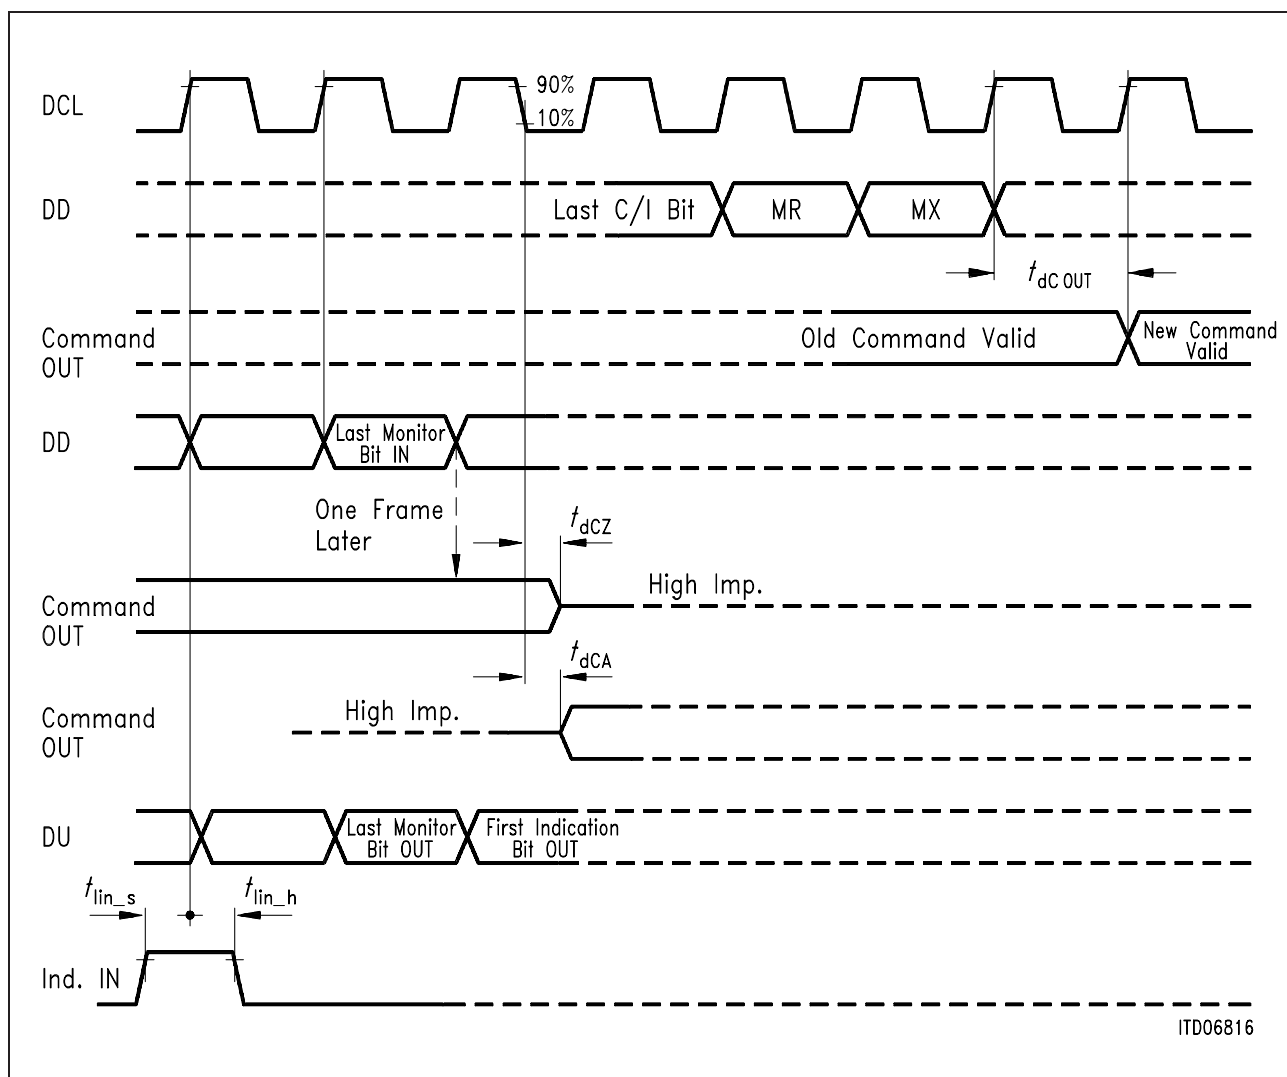 90%
DCL
10%
DD
Last C/I Bit
MR
MX
tdC OUT
Command
OUT
Old Command Valid
New Command
Valid
DD
Last Monitor
Bit IN
One Frame
Later
tdCZ
High Imp.
Command
OUT
tdCA
High Imp.
Command
OUT
DU
Last Monitor
Bit OUT
First Indication
Bit OUT
tIin_s
tIin_h
Ind. IN
ITD06816